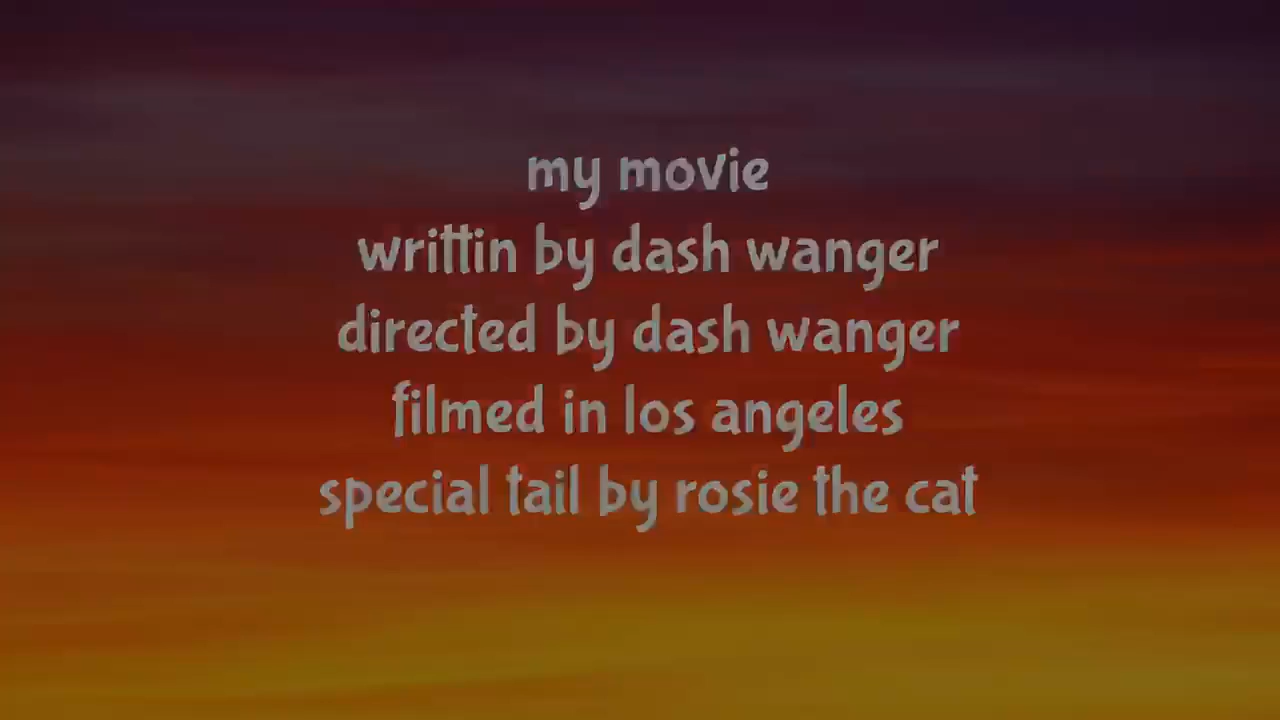 my movie
writtin by dash wanger
directed by dash wanger
filmed in los angeles
special tail by rosie the cat